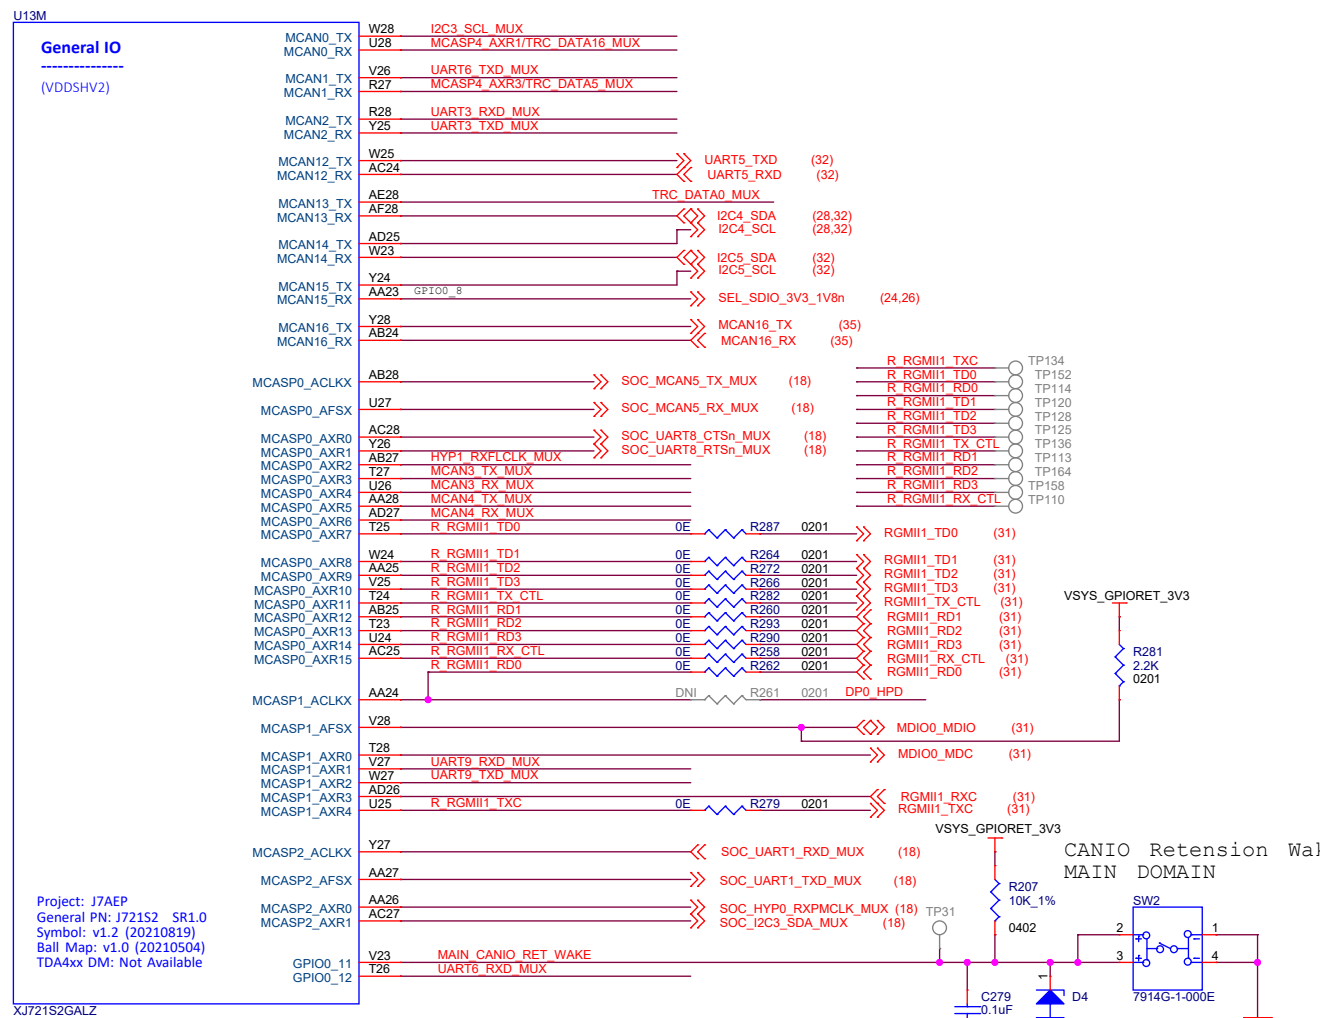 U13M
General IO
---------------
(VDDSHV2)
MCAN0_TX W28 I2C3_SCL_MUX
MCAN0_RX U28 MCASP4_AXR1/TRC_DATA16_MUX
MCAN1_TX V26 UART6_TXD_MUX
MCAN1_RX R27 MCASP4_AXR3/TRC_DATA5_MUX
MCAN2_TX R28 UART3_RXD_MUX
MCAN2_RX Y25 UART3_TXD_MUX
MCAN12_TX W25 UART5_TXD (32)
MCAN12_RX AC24 UART5_RXD (32)
MCAN13_TX AE28 TRC_DATA0_MUX
MCAN13_RX AF28 I2C4_SDA (28,32)
I2C4_SCL (28,32)
MCAN14_TX AD25
MCAN14_RX W23 I2C5_SDA (32)
I2C5_SCL (32)
MCAN15_TX Y24
MCAN15_RX AA23 GPIO0_8 SEL_SDIO_3V3_1V8n (24,26)
MCAN16_TX Y28 MCAN16_TX (35)
MCAN16_RX AB24 MCAN16_RX (35)
R_RGMII1_TXC TP134
R_RGMII1_TD0 TP152
R_RGMII1_RD0 TP114
R_RGMII1_TD1 TP120
R_RGMII1_TD2 TP128
R_RGMII1_TD3 TP125
R_RGMII1_TX_CTL TP136
R_RGMII1_RD1 TP113
R_RGMII1_RD2 TP164
R_RGMII1_RD3 TP158
R_RGMII1_RX_CTL TP110
MCASP0_ACLKX AB28 SOC_MCAN5_TX_MUX (18)
MCASP0_AFSX U27 SOC_MCAN5_RX_MUX (18)
MCASP0_AXR0 AC28 SOC_UART8_CTSn_MUX (18)
MCASP0_AXR1 Y26 SOC_UART8_RTSn_MUX (18)
MCASP0_AXR2 AB27 HYP1_RXFLCLK_MUX
MCASP0_AXR3 T27 MCAN3_TX_MUX
MCASP0_AXR4 U26 MCAN3_RX_MUX
MCASP0_AXR5 AA28 MCAN4_TX_MUX
MCASP0_AXR6 AD27 MCAN4_RX_MUX
MCASP0_AXR7 T25 R_RGMII1_TD0 0E R287 0201 RGMII1_TD0 (31)
MCASP0_AXR8 W24 R_RGMII1_TD1 0E R264 0201 RGMII1_TD1 (31)
MCASP0_AXR9 AA25 R_RGMII1_TD2 0E R272 0201 RGMII1_TD2 (31)
MCASP0_AXR10 V25 R_RGMII1_TD3 0E R266 0201 RGMII1_TD3 (31)
MCASP0_AXR11 T24 R_RGMII1_TX_CTL 0E R282 0201 RGMII1_TX_CTL (31)
MCASP0_AXR12 AB25 R_RGMII1_RD1 0E R260 0201 RGMII1_RD1 (31)
MCASP0_AXR13 T23 R_RGMII1_RD2 0E R293 0201 RGMII1_RD2 (31)
MCASP0_AXR14 U24 R_RGMII1_RD3 0E R290 0201 RGMII1_RD3 (31)
MCASP0_AXR15 AC25 R_RGMII1_RX_CTL 0E R258 0201 RGMII1_RX_CTL (31)
R_RGMII1_RD0 0E R262 0201 RGMII1_RD0 (31)
VSYS_GPIORET_3V3
R281
2.2K
0201
MCASP1_ACLKX AA24 DNI R261 0201 DP0_HPD
MCASP1_AFSX V28 MDIO0_MDIO (31)
MCASP1_AXR0 T28 MDIO0_MDC (31)
MCASP1_AXR1 V27 UART9_RXD_MUX
MCASP1_AXR2 W27 UART9_TXD_MUX
MCASP1_AXR3 AD26 RGMII1_RXC (31)
MCASP1_AXR4 U25 R_RGMII1_TXC 0E R279 0201 RGMII1_TXC (31)
MCASP2_ACLKX Y27 SOC_UART1_RXD_MUX (18)
MCASP2_AFSX AA27 SOC_UART1_TXD_MUX (18)
MCASP2_AXR0 AA26 SOC_HYP0_RXPMCLK_MUX (18)
MCASP2_AXR1 AC27 SOC_I2C3_SDA_MUX (18)
GPIO0_11 V23 MAIN_CANIO_RET_WAKE
GPIO0_12 T26 UART6_RXD_MUX
VSYS_GPIORET_3V3
R207
10K_1%
0402
TP31
CANIO Retension
MAIN DOMAIN
SW2
2 1
3 4
7914G-1-000E
C279
0.1uF
1
D4
Project: J7AEP
General PN: J721S2 SR1.0
Symbol: v1.2 (20210819)
Ball Map: v1.0 (20210504)
TDA4xx DM: Not Available
XJ721S2GALZ